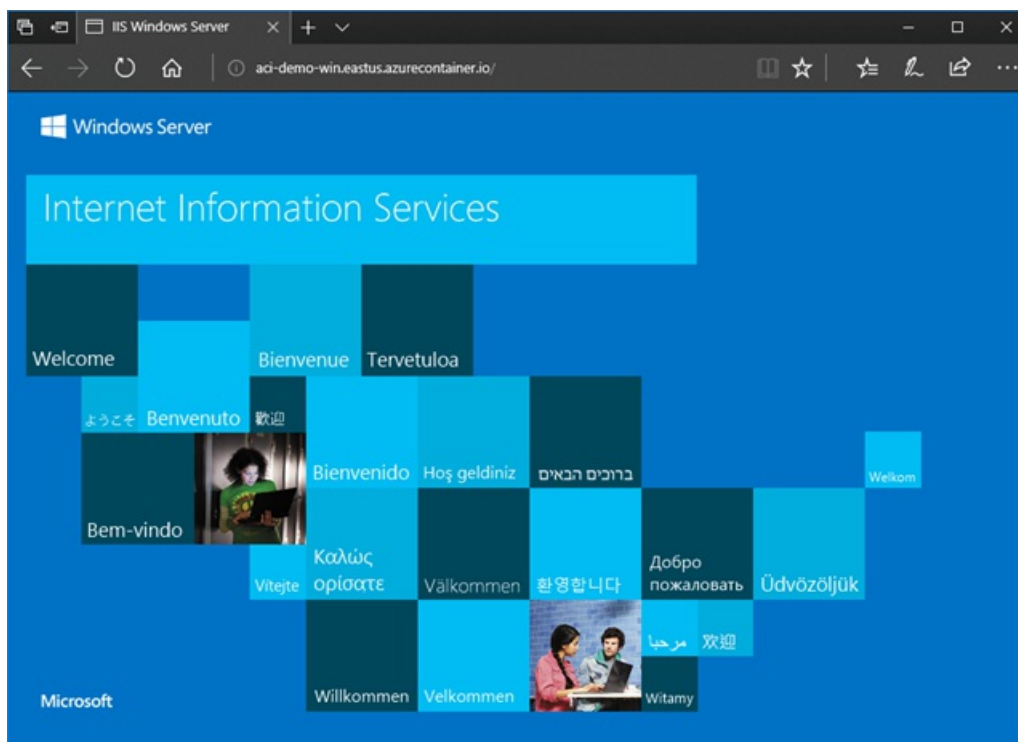 IIS Windows Server
aci-demo-win.eastus.azurecontainer.io/
Windows Server
Internet Information Services
Welcome
Bienvenue
Tervetuloa
ようこそ
Benvenuto
歡迎
Bienvenido
Hoş geldiniz
ברוכים הבאים
Welkom
Bem-vindo
Vítejte
Καλώς
ορίσατε
Välkommen
환영합니다
Добро
пожаловать
Üdvözöljük
مرحبا
欢迎
Willkommen
Velkommen
Witamy
Microsoft